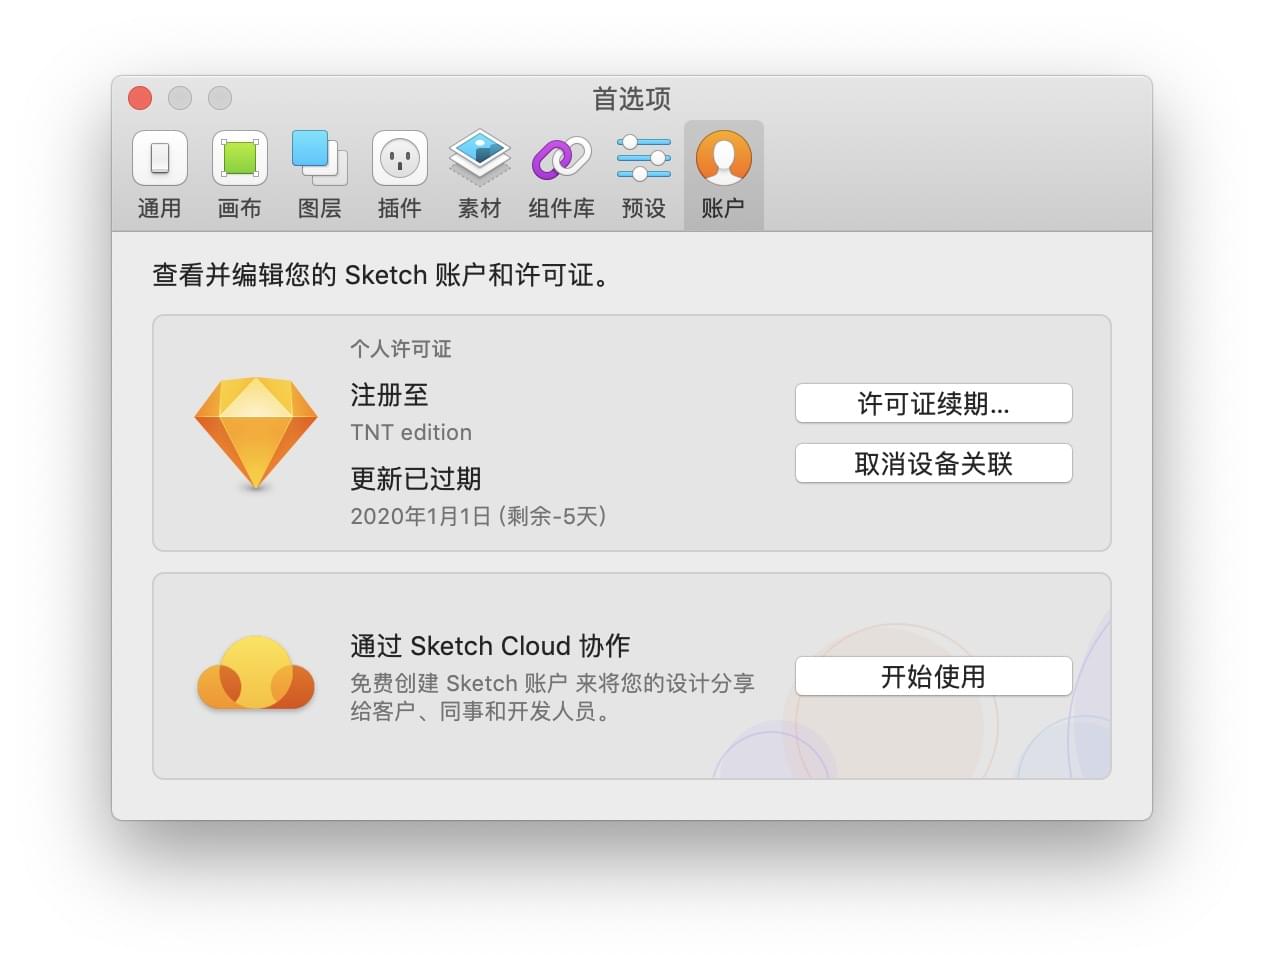 首选项
通用 画布 图层 插件 素材 组件库 预设 账户
查看并编辑您的 Sketch 账户和许可证。
个人许可证
注册至
TNT edition
更新已过期
2020年1月1日 (剩余-5天)
许可证续期...
取消设备关联
通过 Sketch Cloud 协作
免费创建 Sketch 账户 来将您的设计分享
给客户、同事和开发人员。
开始使用